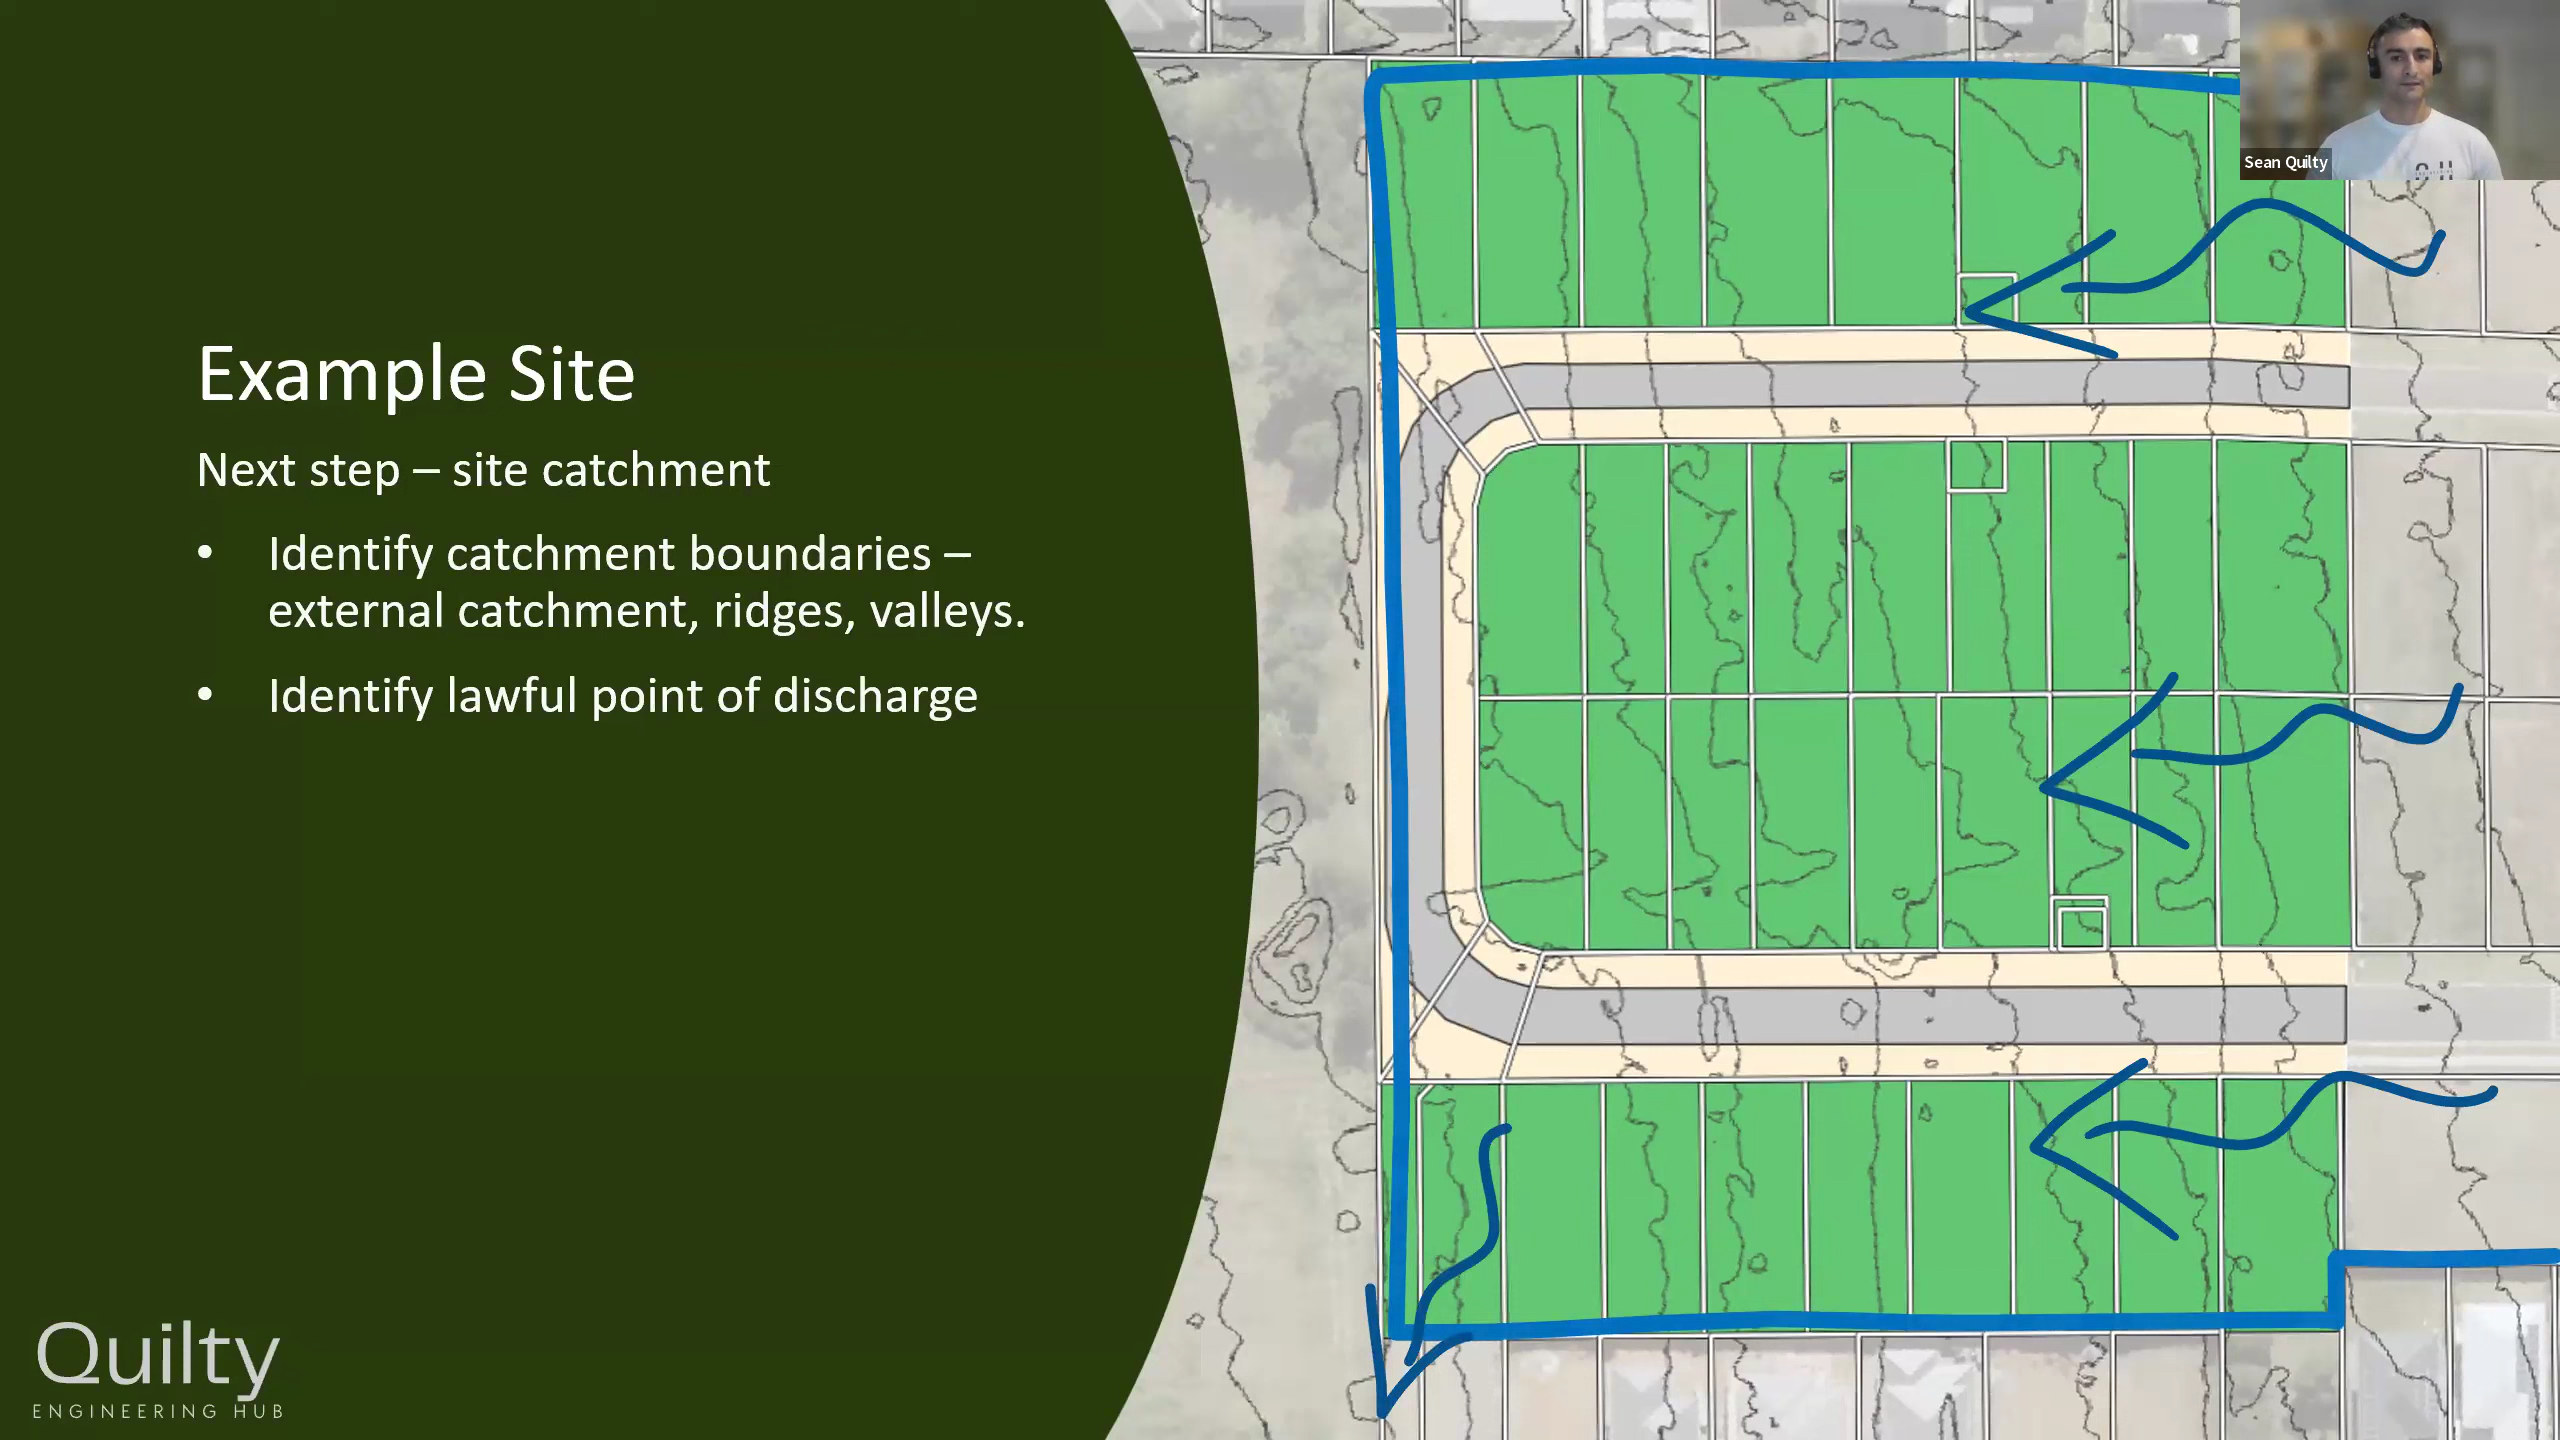 Sean Quilty
Example Site
Next step – site catchment
• Identify catchment boundaries –
external catchment, ridges, valleys.
• Identify lawful point of discharge
Quilty
ENGINEERING HUB